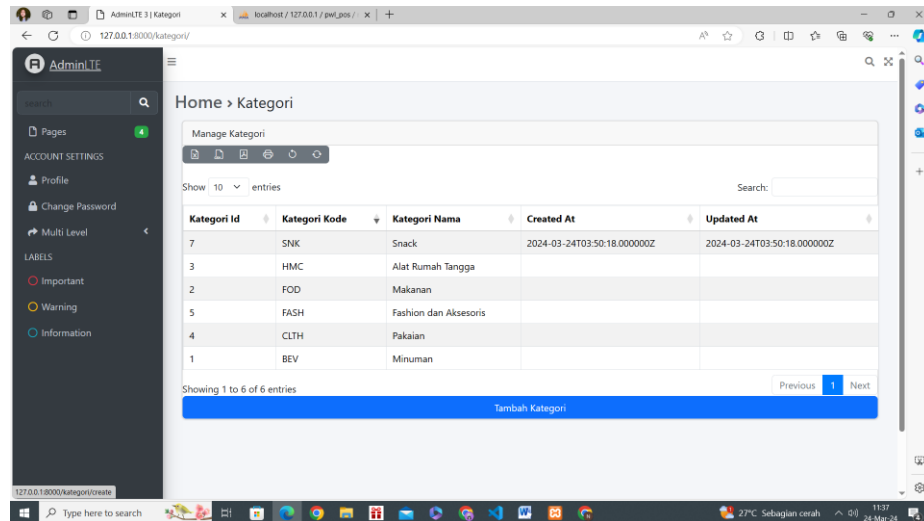 AdminLTE 3 | Kategori
localhost / 127.0.0.1 / pwl_pos /
127.0.0.1:8000/kategori/
AdminLTE
search
Pages 4
ACCOUNT SETTINGS
Profile
Change Password
Multi Level
LABELS
Important
Warning
Information
Home > Kategori
Manage Kategori
Show 10 entries
Search:
Kategori Id Kategori Kode Kategori Nama Created At Updated At
7 SNK Snack 2024-03-24T03:50:18.000000Z 2024-03-24T03:50:18.000000Z
3 HMC Alat Rumah Tangga
2 FOD Makanan
5 FASH Fashion dan Aksesoris
4 CLTH Pakaian
1 BEV Minuman
Showing 1 to 6 of 6 entries
Previous 1 Next
Tambah Kategori
127.0.0.1:8000/kategori/create
Type here to search
27°C Sebagian cerah
11:37
24-Mar-24